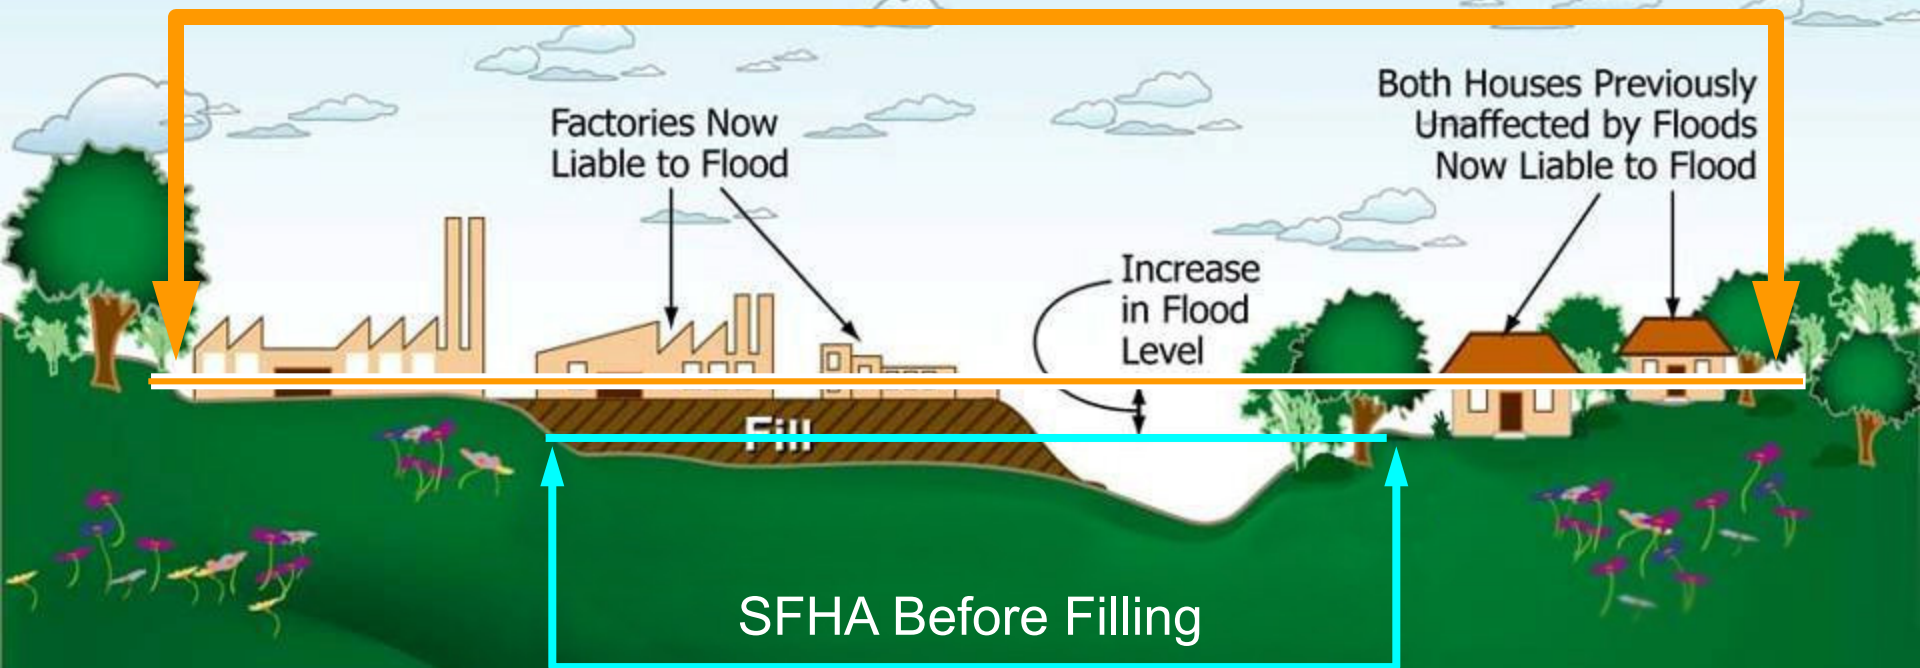 Factories Now
Liable to Flood
Both Houses Previously
Unaffected by Floods
Now Liable to Flood
Increase
in Flood
Level
Fill
SFHA Before Filling